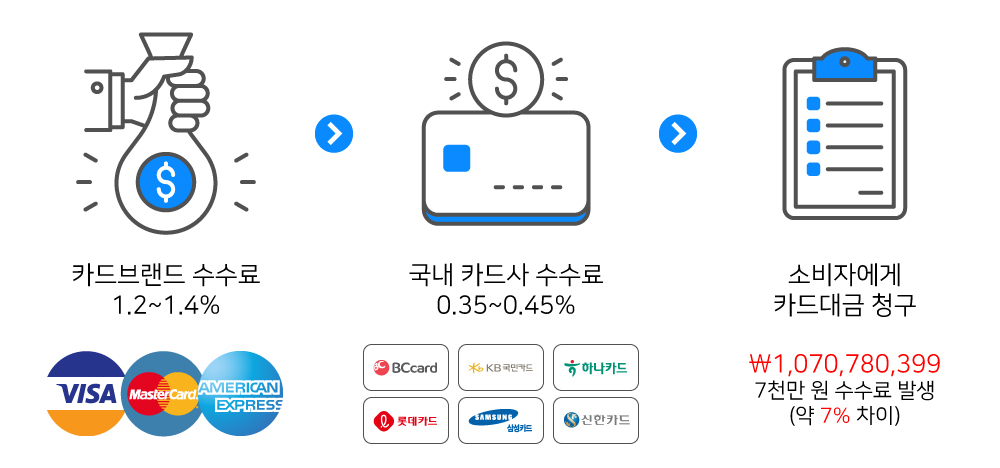 카드브랜드 수수료
1.2~1.4%
국내 카드사 수수료
0.35~0.45%
소비자에게
카드대금 청구
VISA
MasterCard
AMERICAN
EXPRESS
BCcard
KB국민카드
하나카드
롯데카드
SAMSUNG
삼성카드
신한카드
₩1,070,780,399
7천만 원 수수료 발생
(약 7% 차이)